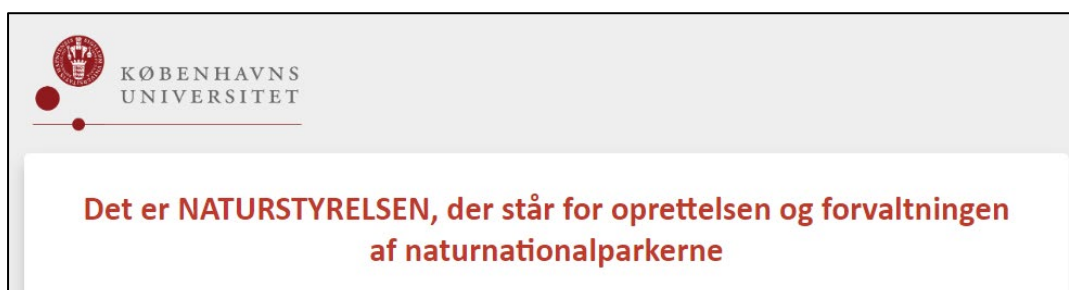 KØBENHAVNS
UNIVERSITET
Det er NATURSTYRELSEN, der står for oprettelsen og forvaltningen
af naturnationalparkerne